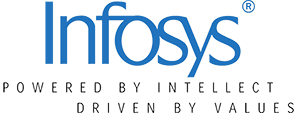 Infosys®
POWERED BY INTELLECT
DRIVEN BY VALUES